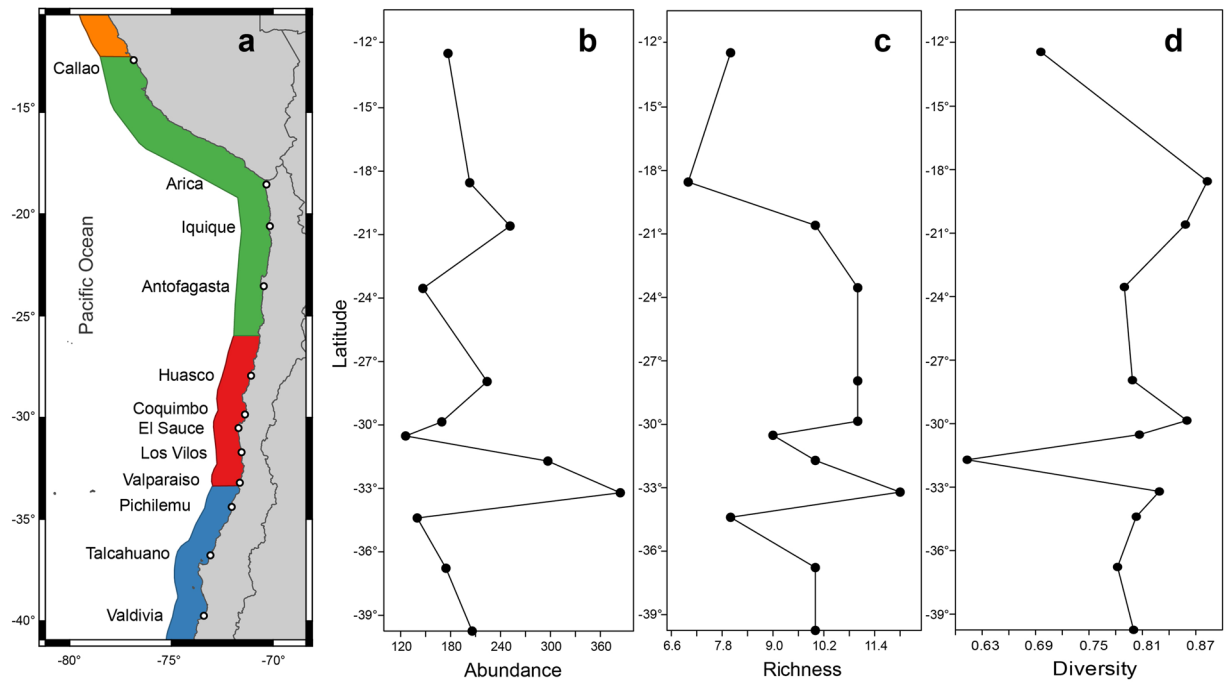 a
Callao
Arica
Iquique
Antofagasta
Huasco
Coquimbo
El Sauce
Los Vilos
Valparaiso
Pichilemu
Talcahuano
Valdivia
Pacific Ocean
-15°
-20°
-25°
-30°
-35°
-40°
-80°
-75°
-70°
b
Latitude
-12°
-15°
-18°
-21°
-24°
-27°
-30°
-33°
-36°
-39°
120
180
240
300
360
Abundance
c
-12°
-15°
-18°
-21°
-24°
-27°
-30°
-33°
-36°
-39°
6.6
7.8
9.0
10.2
11.4
Richness
d
-12°
-15°
-18°
-21°
-24°
-27°
-30°
-33°
-36°
-39°
0.63
0.69
0.75
0.81
0.87
Diversity